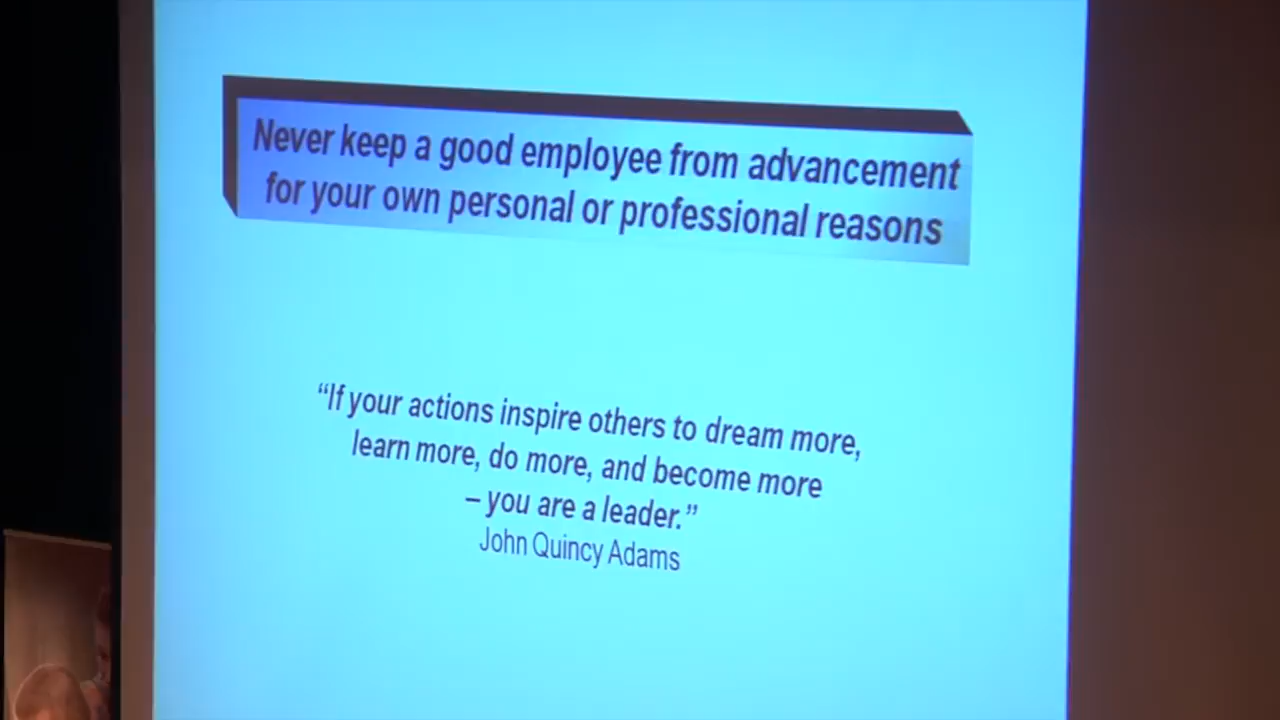 Never keep a good employee from advancement
for your own personal or professional reasons
“If your actions inspire others to dream more,
learn more, do more, and become more
– you are a leader.”
John Quincy Adams